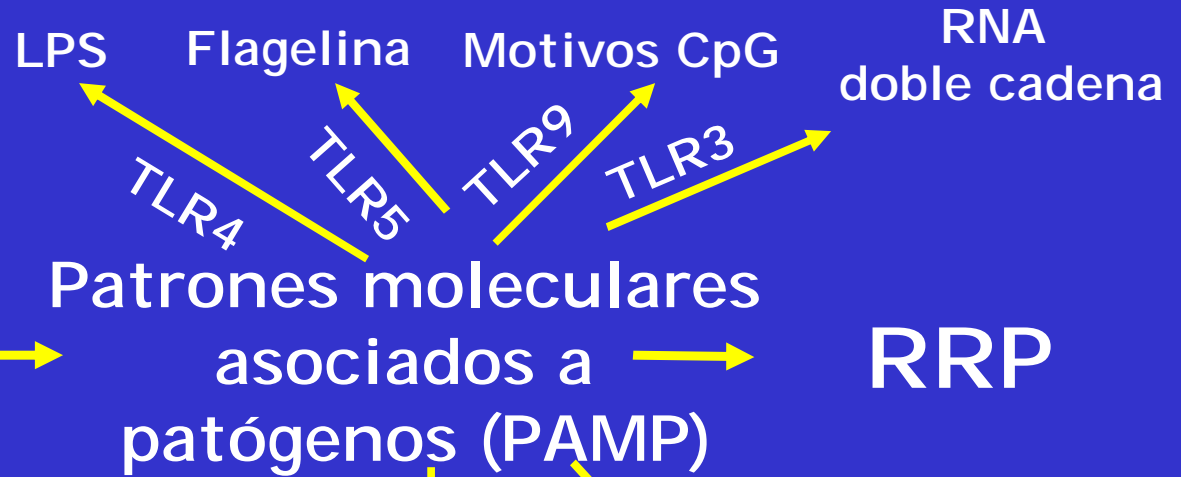 LPS
Flagelina
Motivos CpG
RNA
doble cadena
TLR4
TLR5
TLR9
TLR3
Patrones moleculares
asociados a
patógenos (PAMP)
RRP